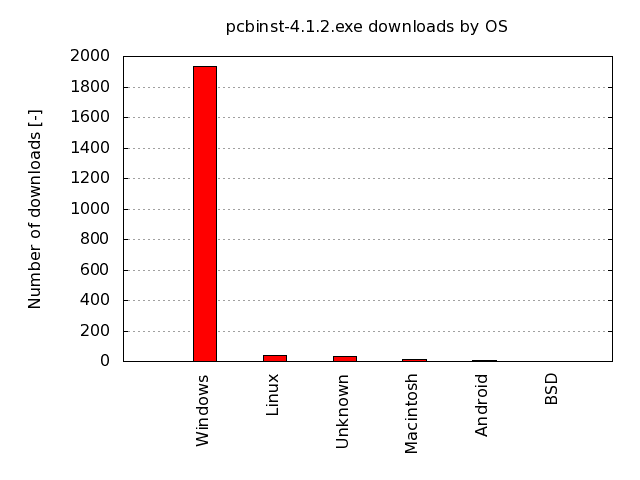 pcbinst-4.1.2.exe downloads by OS
Number of downloads [-]
2000
1800
1600
1400
1200
1000
800
600
400
200
0
Windows
Linux
Unknown
Macintosh
Android
BSD